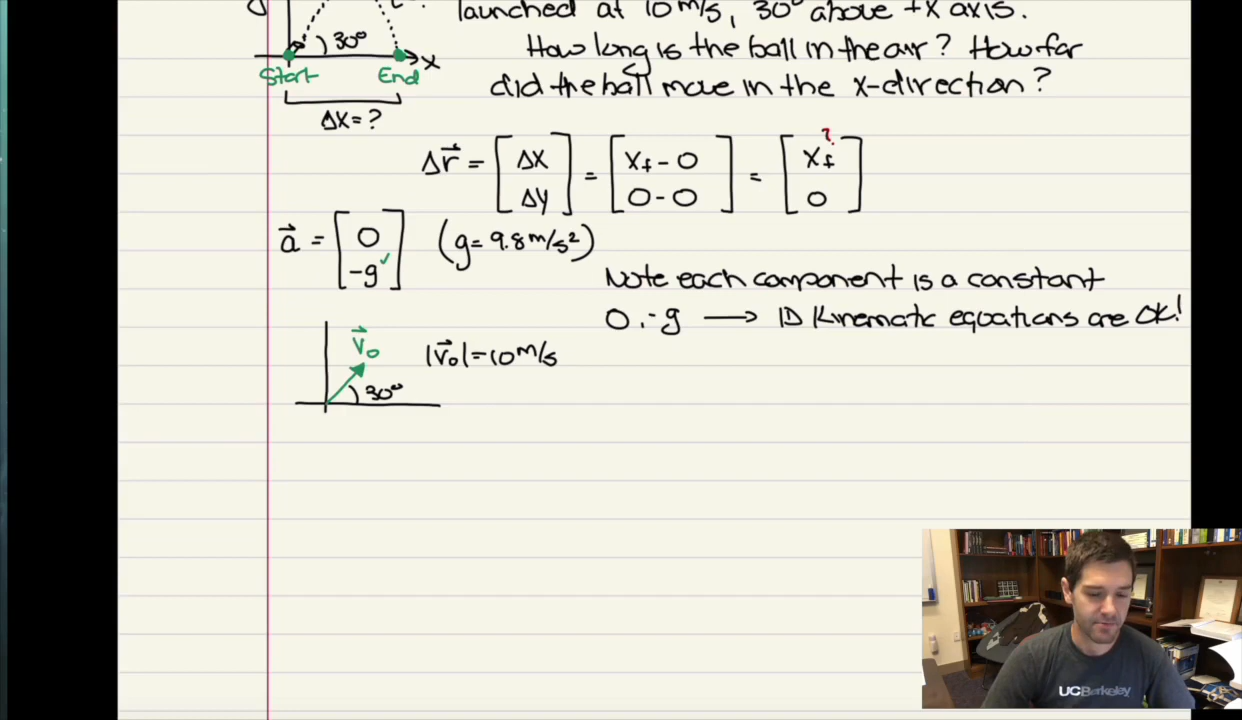 launched at 10 m/s, 30° above +x axis.
How long is the ball in the air? How far
did the ball move in the x-direction?
30°
x
Start End
Δx = ?
Δr⃗ = [Δx Δy] = [x_f - 0 0 - 0] = [x_f ? 0]
a⃗ = [0 -g ✓] (g = 9.8 m/s²)
Note each component is a constant
0, -g → 1D Kinematic equations are OK!
v⃗₀ |v⃗₀| = 10 m/s
30°
UC Berkeley